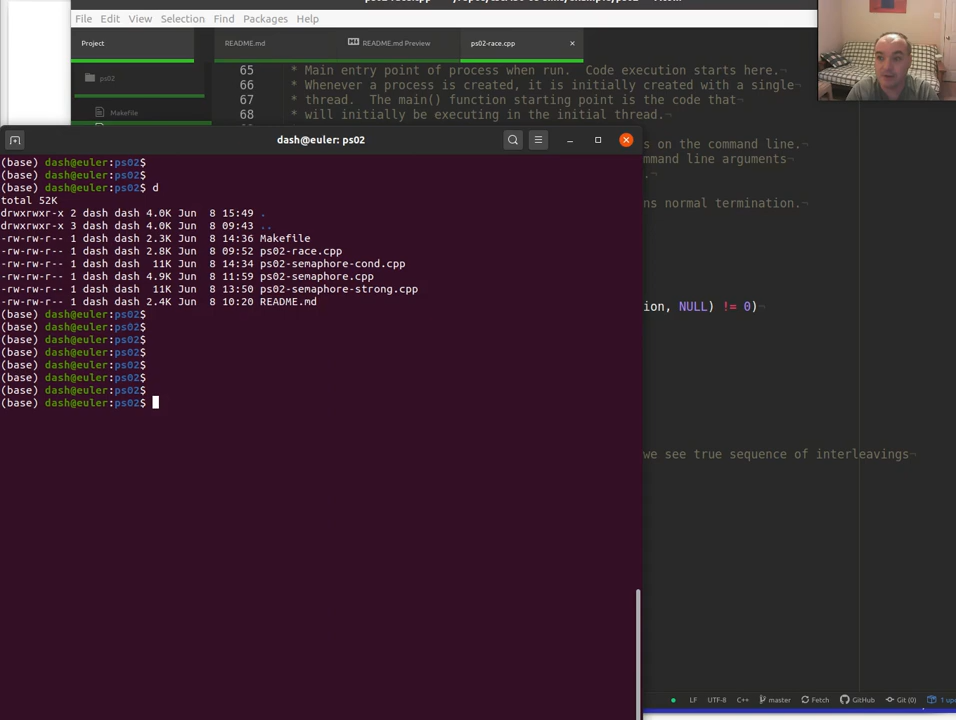 File Edit View Selection Find Packages Help
Project
README.md
README.md Preview
ps02-race.cpp
ps02
Makefile
65 * Main entry point of process when run. Code execution starts here.
66 * Whenever a process is created, it is initially created with a single
67 * thread. The main() function starting point is the code that
68 * will initially be executing in the initial thread.
s on the command line.
mmand line arguments
.
ns normal termination.
ion, NULL) != 0)
we see true sequence of interleavings
dash@euler: ps02
(base) dash@euler:ps02$
(base) dash@euler:ps02$
(base) dash@euler:ps02$ d
total 52K
drwxrwxr-x 2 dash dash 4.0K Jun 8 15:49 .
drwxrwxr-x 3 dash dash 4.0K Jun 8 09:43 ..
-rw-rw-r-- 1 dash dash 2.3K Jun 8 14:36 Makefile
-rw-rw-r-- 1 dash dash 2.8K Jun 8 09:52 ps02-race.cpp
-rw-rw-r-- 1 dash dash 11K Jun 8 14:34 ps02-semaphore-cond.cpp
-rw-rw-r-- 1 dash dash 4.9K Jun 8 11:59 ps02-semaphore.cpp
-rw-rw-r-- 1 dash dash 11K Jun 8 13:50 ps02-semaphore-strong.cpp
-rw-rw-r-- 1 dash dash 2.4K Jun 8 10:20 README.md
(base) dash@euler:ps02$
(base) dash@euler:ps02$
(base) dash@euler:ps02$
(base) dash@euler:ps02$
(base) dash@euler:ps02$
(base) dash@euler:ps02$
(base) dash@euler:ps02$
(base) dash@euler:ps02$
LF UTF-8 C++ master Fetch GitHub Git (0) 1 up